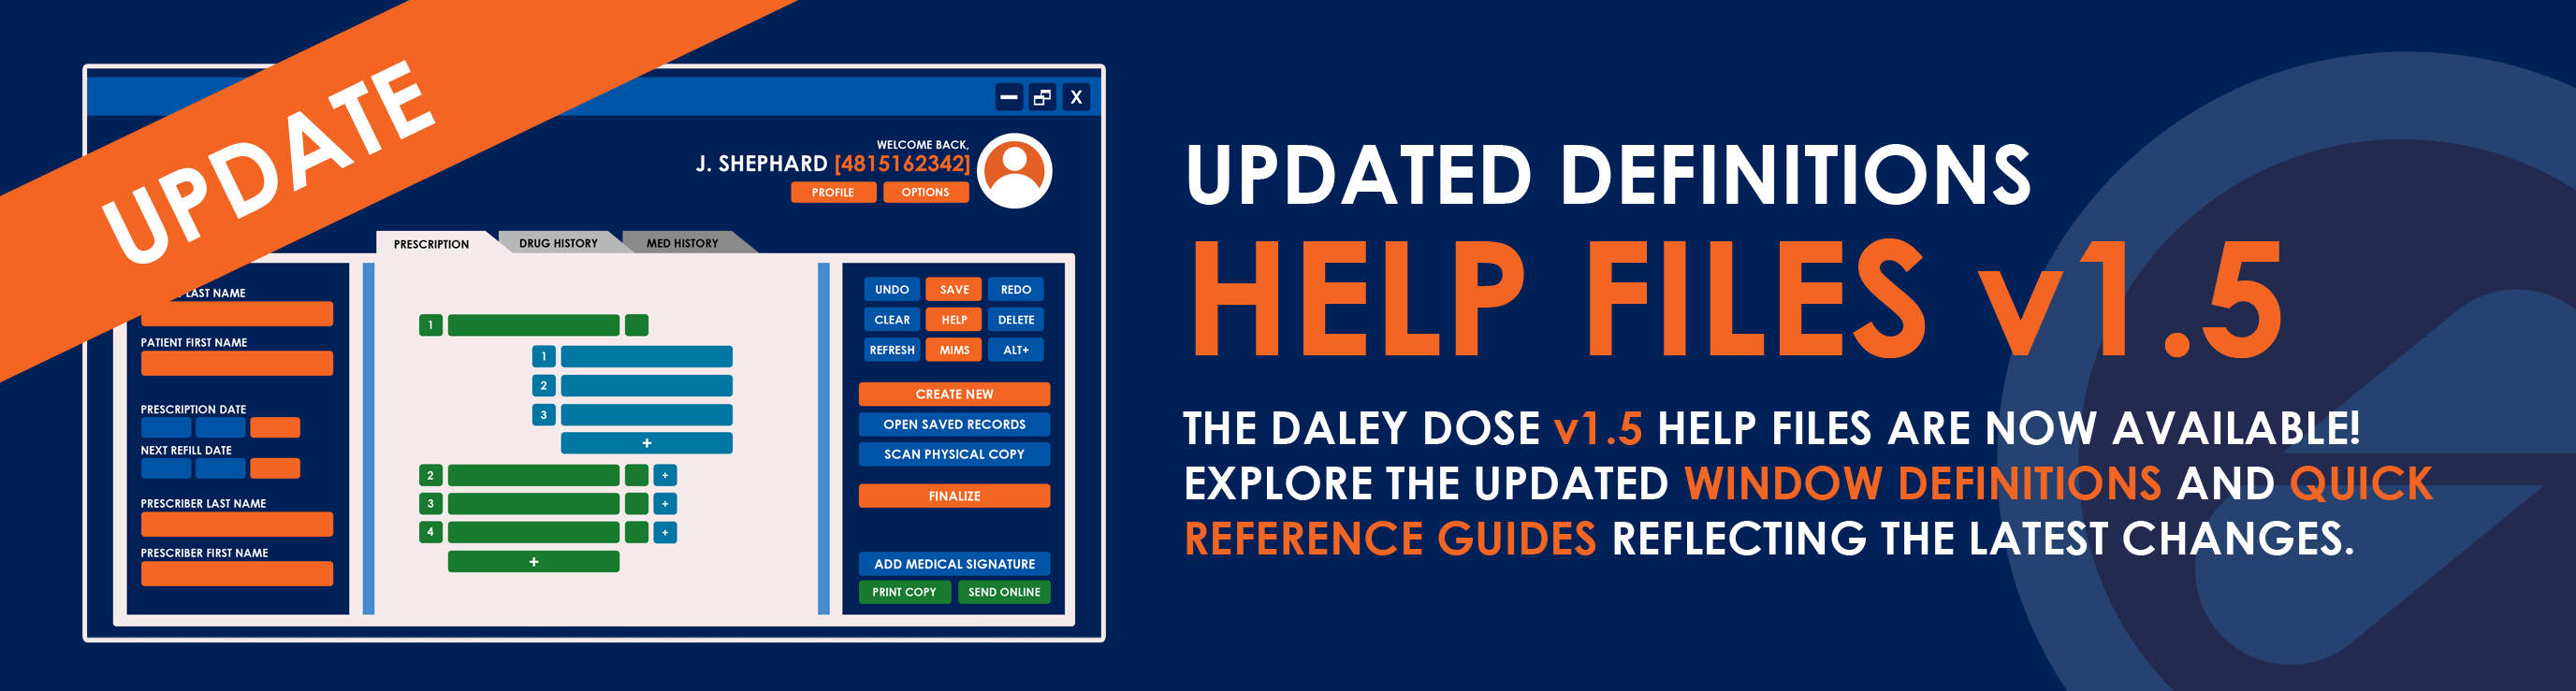 UPDATE
WELCOME BACK,
J. SHEPHARD [4815162342]
PROFILE OPTIONS
PRESCRIPTION DRUG HISTORY MED HISTORY
LAST NAME
PATIENT FIRST NAME
PRESCRIPTION DATE
NEXT REFILL DATE
PRESCRIBER LAST NAME
PRESCRIBER FIRST NAME
1
1
2
3
+
2 +
3 +
4 +
+
UNDO SAVE REDO
CLEAR HELP DELETE
REFRESH MIMS ALT+
CREATE NEW
OPEN SAVED RECORDS
SCAN PHYSICAL COPY
FINALIZE
ADD MEDICAL SIGNATURE
PRINT COPY SEND ONLINE
UPDATED DEFINITIONS
HELP FILES v1.5
THE DALEY DOSE v1.5 HELP FILES ARE NOW AVAILABLE!
EXPLORE THE UPDATED WINDOW DEFINITIONS AND QUICK
REFERENCE GUIDES REFLECTING THE LATEST CHANGES.